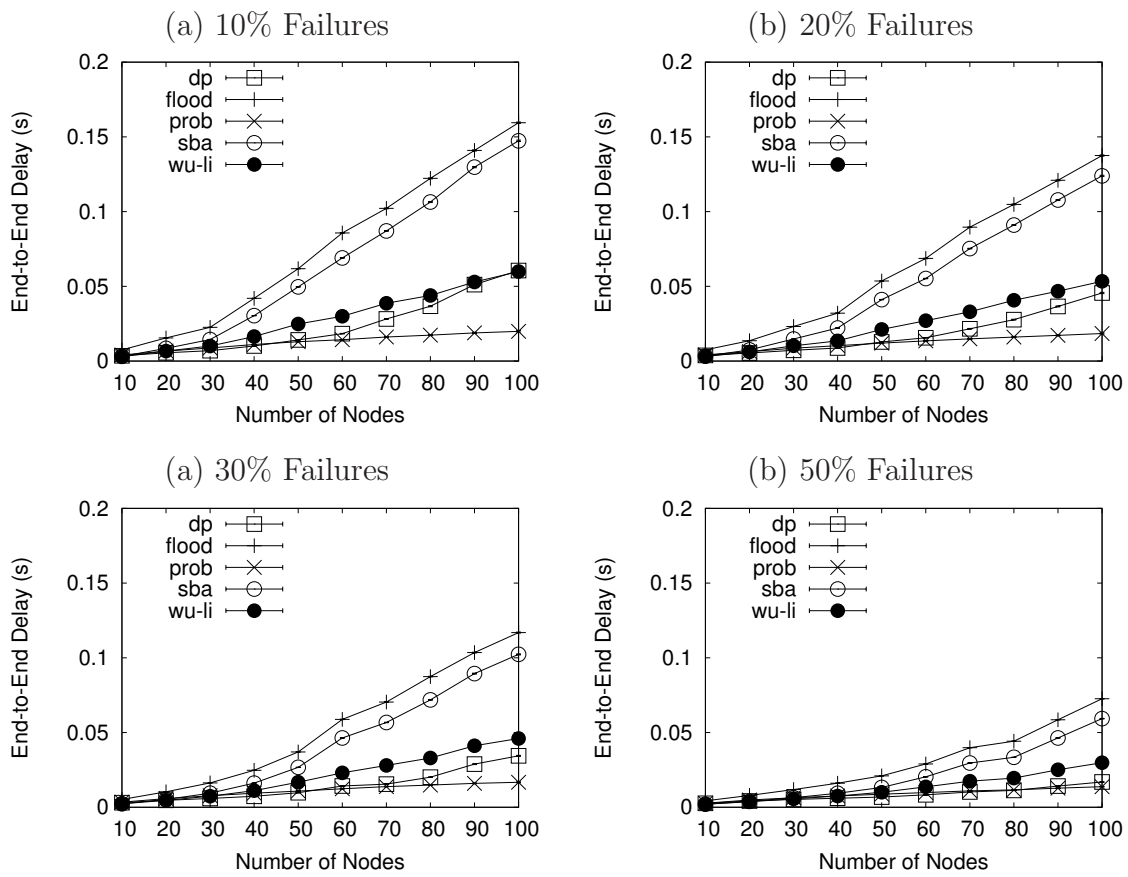 (a) 10% Failures
0.2
0.15
0.1
0.05
0
End-to-End Delay (s)
dp
flood
prob
sba
wu-li
10 20 30 40 50 60 70 80 90 100
Number of Nodes
(b) 20% Failures
0.2
0.15
0.1
0.05
0
End-to-End Delay (s)
dp
flood
prob
sba
wu-li
10 20 30 40 50 60 70 80 90 100
Number of Nodes
(a) 30% Failures
0.2
0.15
0.1
0.05
0
End-to-End Delay (s)
dp
flood
prob
sba
wu-li
10 20 30 40 50 60 70 80 90 100
Number of Nodes
(b) 50% Failures
0.2
0.15
0.1
0.05
0
End-to-End Delay (s)
dp
flood
prob
sba
wu-li
10 20 30 40 50 60 70 80 90 100
Number of Nodes